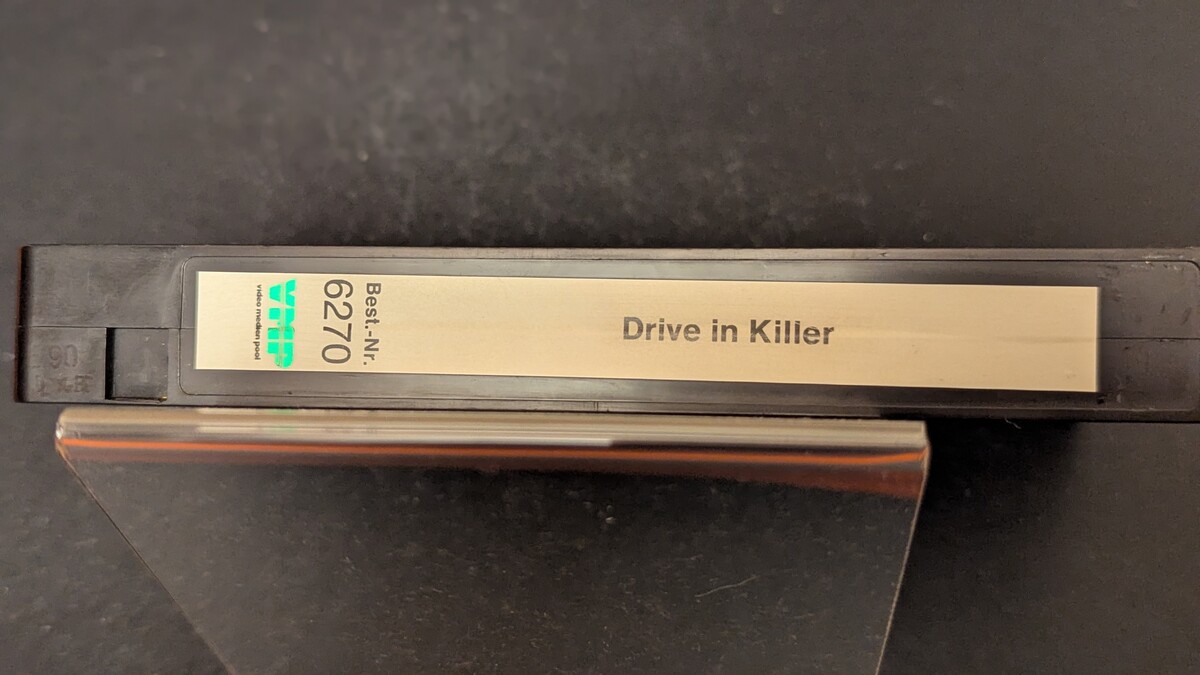 VMP
video medien pool
Best.-Nr.
6270
Drive in Killer